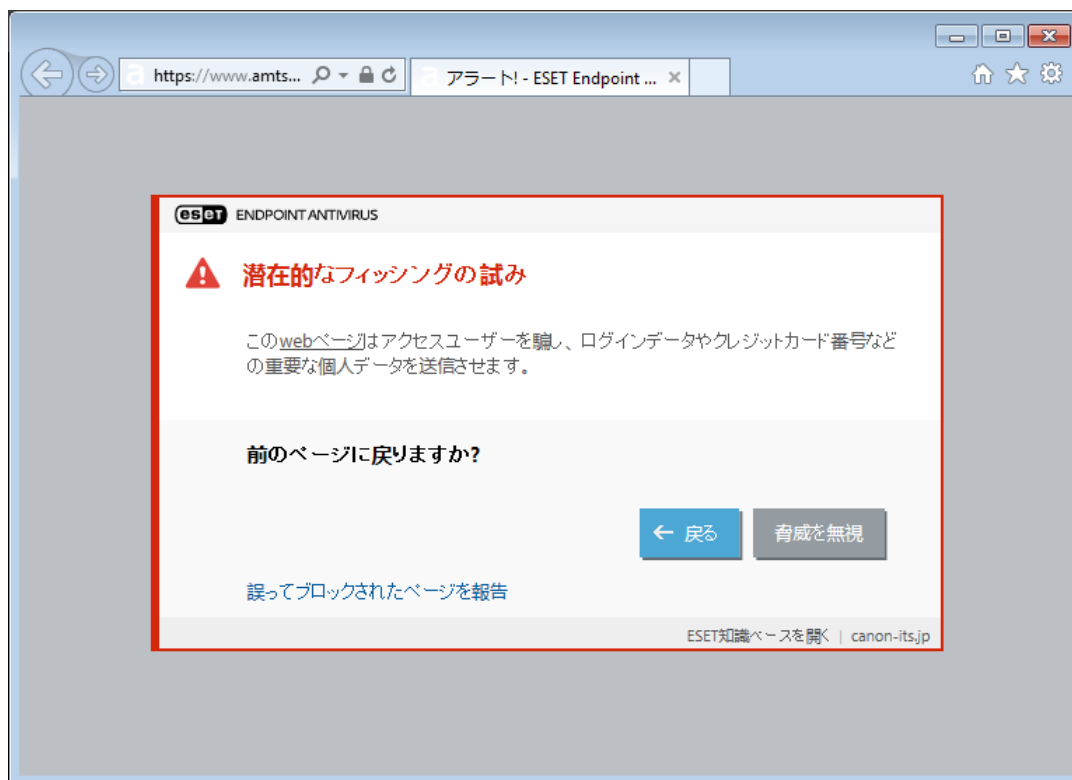 https://www.amts...
アラート! - ESET Endpoint ...
eset ENDPOINT ANTIVIRUS
潜在的なフィッシングの試み
このwebページはアクセスユーザーを騙し、ログインデータやクレジットカード番号など
の重要な個人データを送信させます。
前のページに戻りますか?
← 戻る
脅威を無視
誤ってブロックされたページを報告
ESET知識ベースを開く | canon-its.jp